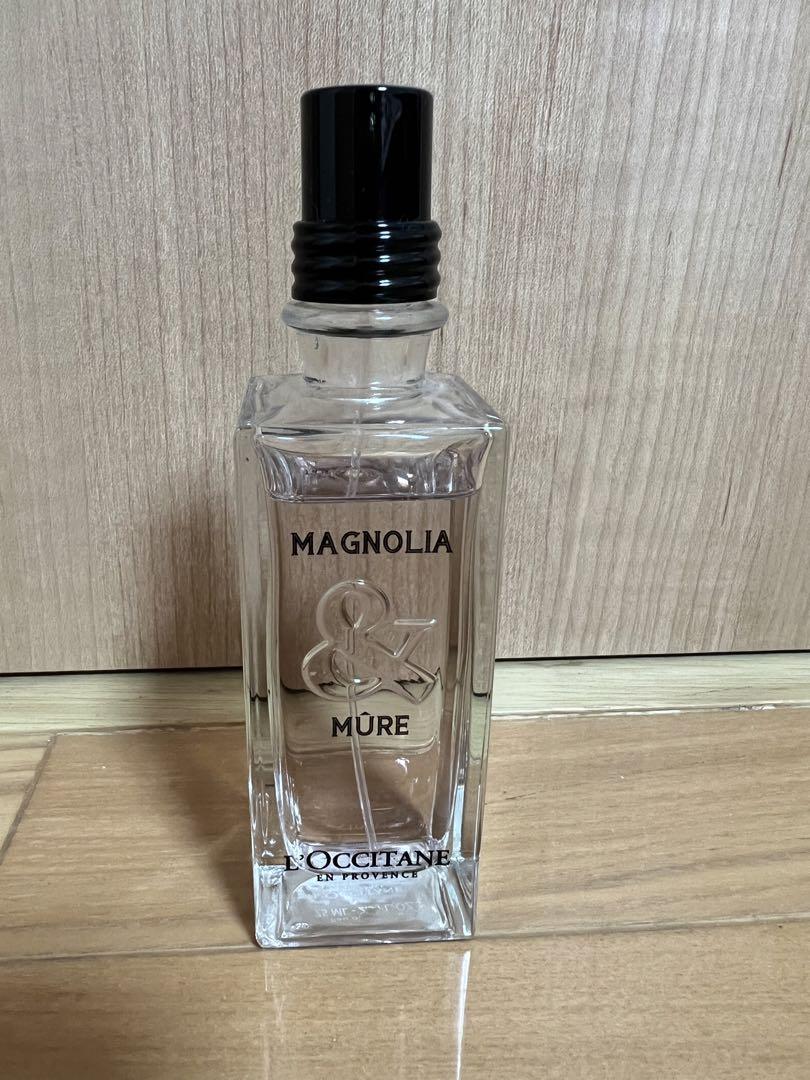 MAGNOLIA
&
MÛRE
L'OCCITANE
EN PROVENCE